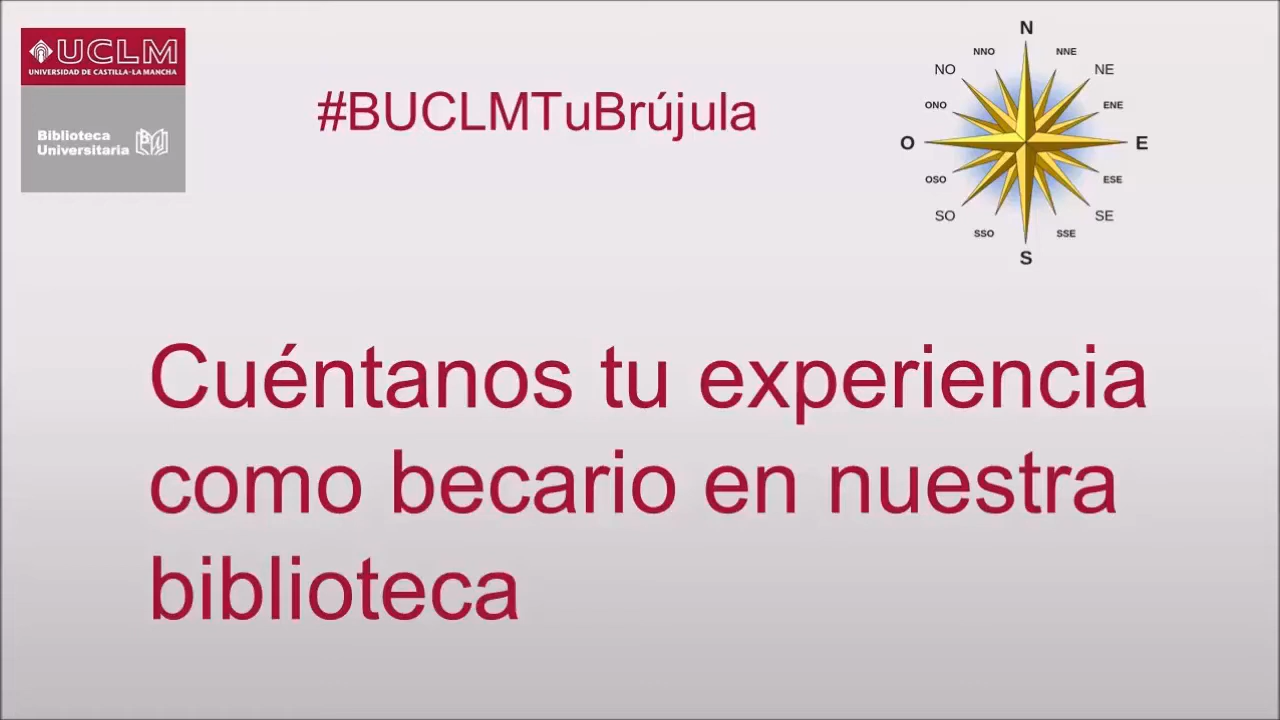 UCLM
UNIVERSIDAD DE CASTILLA-LA MANCHA
Biblioteca
Universitaria
#BUCLMTuBrújula
N
NNO NNE
NO NE
ONO ENE
O E
OSO ESE
SO SE
SSO SSE
S
Cuéntanos tu experiencia
como becario en nuestra
biblioteca